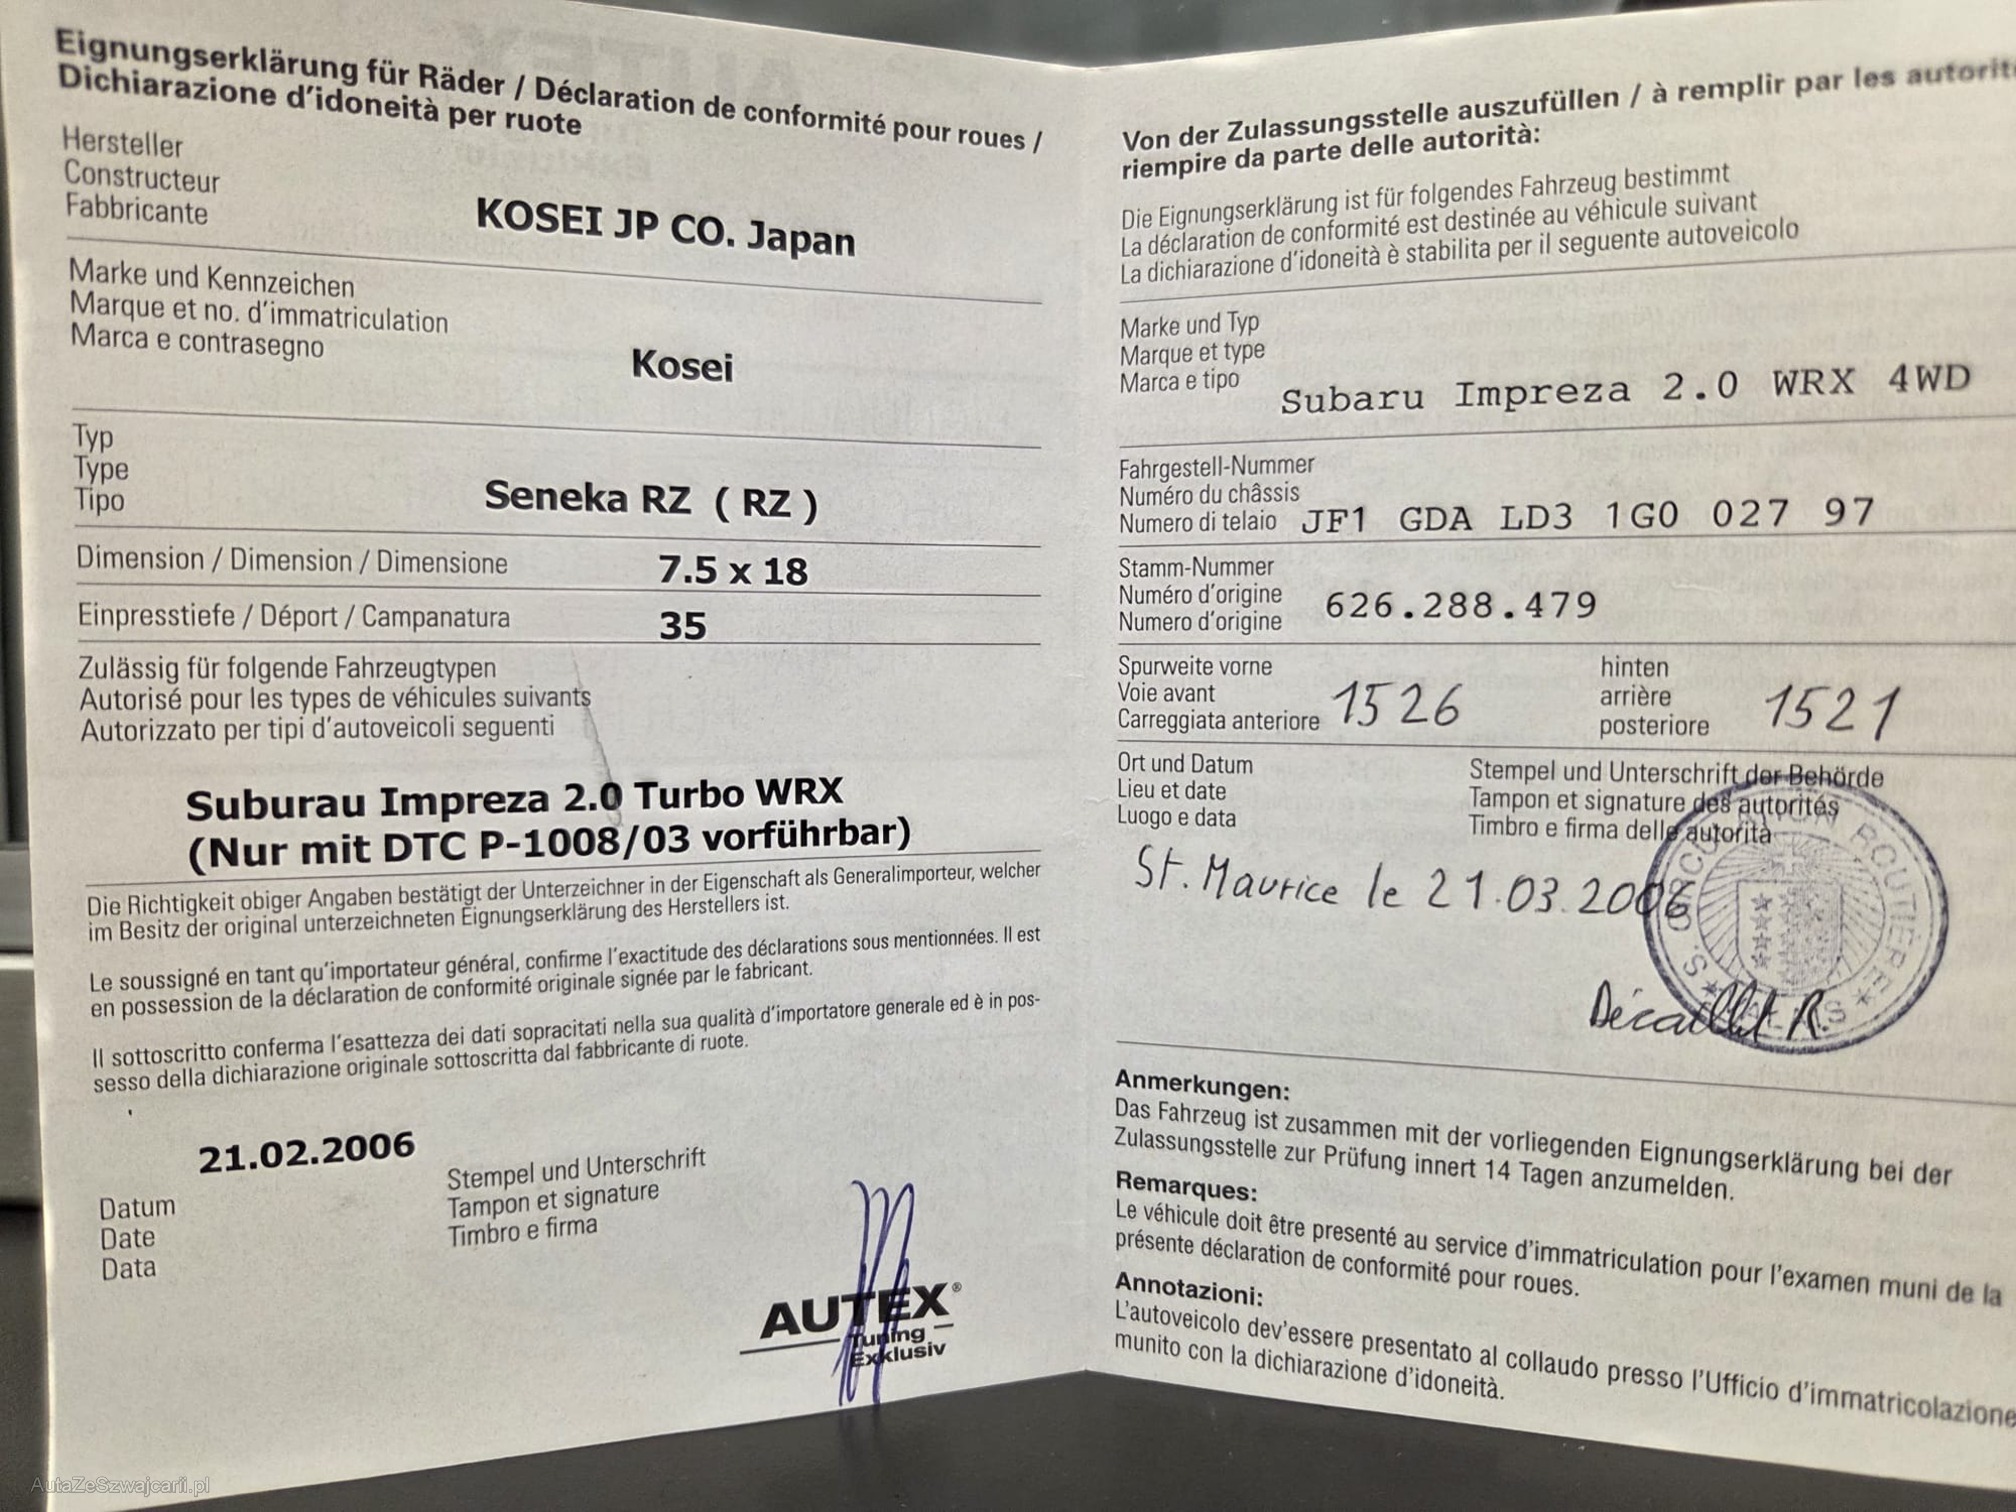 Eignungserklärung für Räder / Déclaration de conformité pour roues /
Dichiarazione d'idoneità per ruote
Hersteller
Constructeur
Fabbricante
KOSEI JP CO. Japan
Marke und Kennzeichen
Marque et no. d'immatriculation
Marca e contrasegno
Kosei
Typ
Type
Tipo
Seneka RZ ( RZ )
Dimension / Dimension / Dimensione 7.5 x 18
Einpresstiefe / Déport / Campanatura 35
Zulässig für folgende Fahrzeugtypen
Autorisé pour les types de véhicules suivants
Autorizzato per tipi d'autoveicoli seguenti
Suburau Impreza 2.0 Turbo WRX
(Nur mit DTC P-1008/03 vorführbar)
Die Richtigkeit obiger Angaben bestätigt der Unterzeichner in der Eigenschaft als Generalimporteur, welcher
im Besitz der original unterzeichneten Eignungserklärung des Herstellers ist.
Le soussigné en tant qu'importateur général, confirme l'exactitude des déclarations sous mentionnées. Il est
en possession de la déclaration de conformité originale signée par le fabricant.
Il sottoscritto conferma l'esattezza dei dati sopracitati nella sua qualità d'importatore generale ed è in pos-
sesso della dichiarazione originale sottoscritta dal fabbricante di ruote.
21.02.2006
Datum
Date
Data
Stempel und Unterschrift
Tampon et signature
Timbro e firma
AUTEX®
Tuning
Exklusiv
Von der Zulassungsstelle auszufüllen / à remplir par les autorit
riempire da parte delle autorità:
Die Eignungserklärung ist für folgendes Fahrzeug bestimmt
La déclaration de conformité est destinée au véhicule suivant
La dichiarazione d'idoneità è stabilita per il seguente autoveicolo
Marke und Typ
Marque et type
Marca e tipo
Subaru Impreza 2.0 WRX 4WD
Fahrgestell-Nummer
Numéro du châssis
Numero di telaio JF1 GDA LD3 1G0 027 97
Stamm-Nummer
Numéro d'origine
Numero d'origine
626.288.479
Spurweite vorne
Voie avant
Carreggiata anteriore
1526
hinten
arrière
posteriore
1521
Ort und Datum
Lieu et date
Luogo e data
Stempel und Unterschrift der Behörde
Tampon et signature des autorités
Timbro e firma delle autorità
St. Maurice le 21.03.2006
Décaillet R.
ROUTIÈRE
Anmerkungen:
Das Fahrzeug ist zusammen mit der vorliegenden Eignungserklärung bei der
Zulassungsstelle zur Prüfung innert 14 Tagen anzumelden.
Remarques:
Le véhicule doit être presenté au service d'immatriculation pour l'examen muni de la
présente déclaration de conformité pour roues.
Annotazioni:
L'autoveicolo dev'essere presentato al collaudo presso l'Ufficio d'immatricolazione
munito con la dichiarazione d'idoneità.
AutaZeSzwajcarii.pl